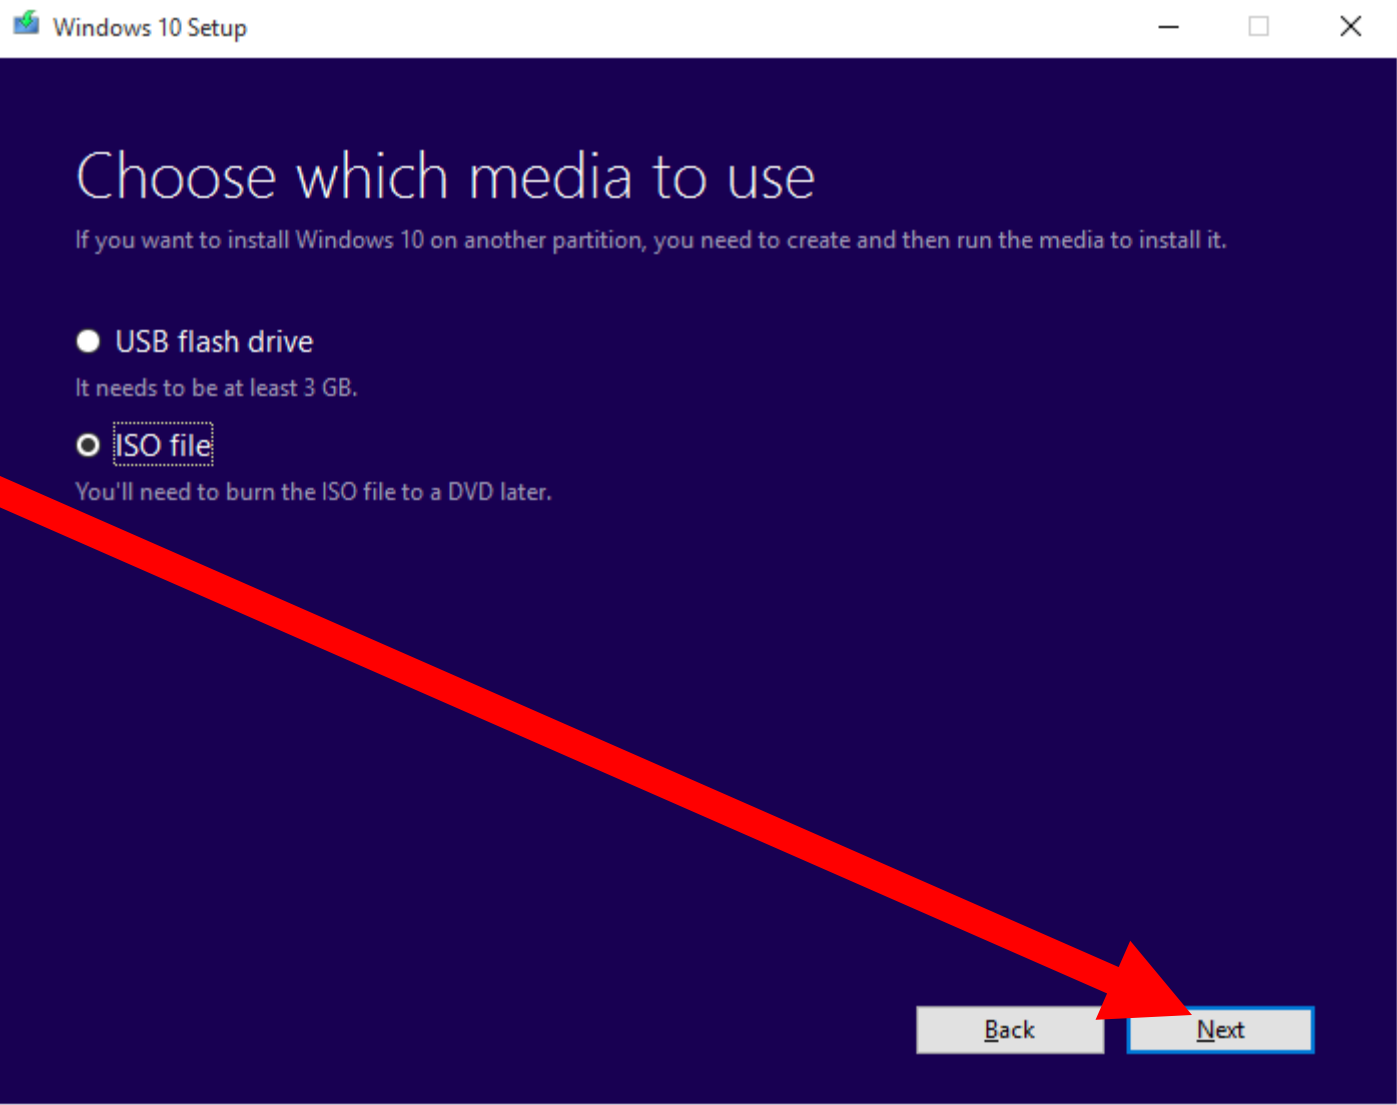 Windows 10 Setup
Choose which media to use
If you want to install Windows 10 on another partition, you need to create and then run the media to install it.
USB flash drive
It needs to be at least 3 GB.
ISO file
You'll need to burn the ISO file to a DVD later.
Back
Next